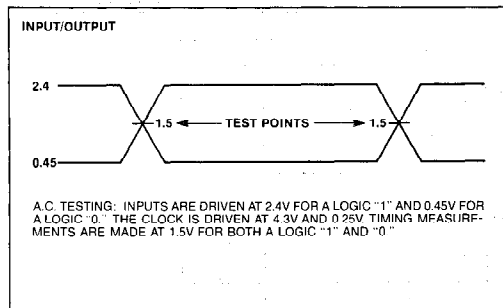 INPUT/OUTPUT
2.4
1.5 TEST POINTS 1.5
0.45
A.C. TESTING: INPUTS ARE DRIVEN AT 2.4V FOR A LOGIC "1" AND 0.45V FOR
A LOGIC "0." THE CLOCK IS DRIVEN AT 4.3V AND 0.25V. TIMING MEASURE-
MENTS ARE MADE AT 1.5V FOR BOTH A LOGIC "1" AND "0."